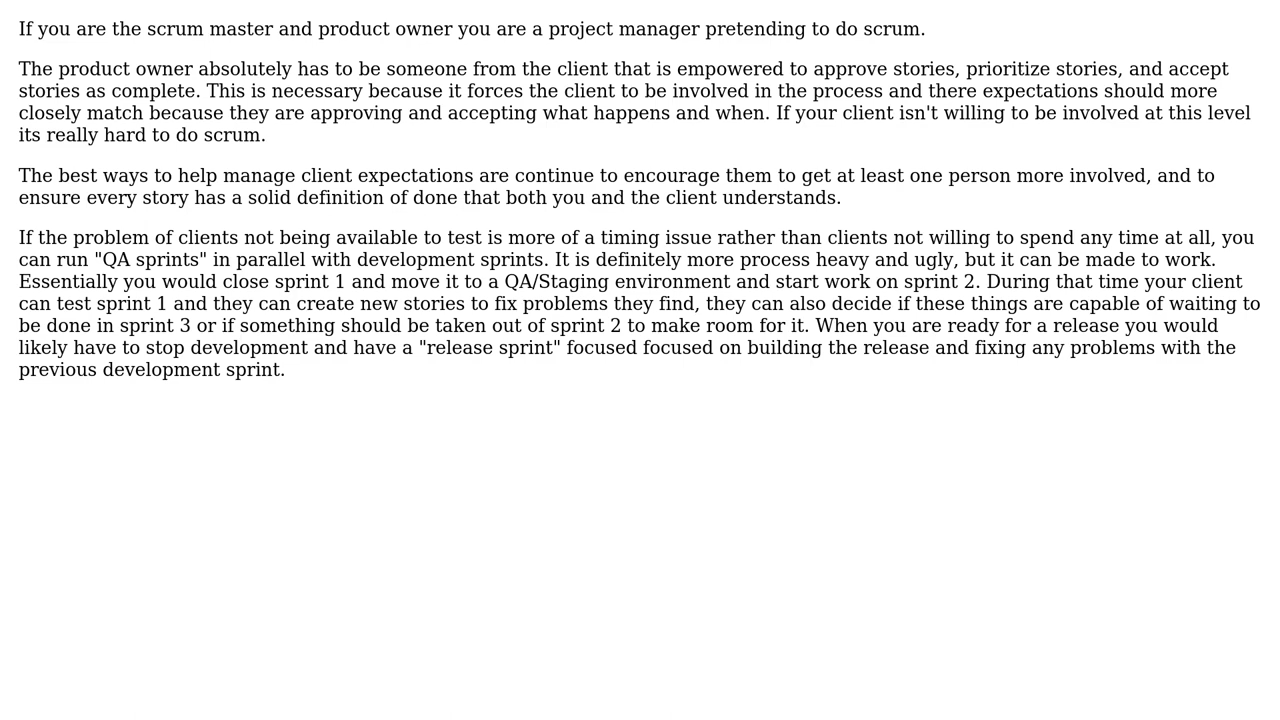 If you are the scrum master and product owner you are a project manager pretending to do scrum.
The product owner absolutely has to be someone from the client that is empowered to approve stories, prioritize stories, and accept
stories as complete. This is necessary because it forces the client to be involved in the process and there expectations should more
closely match because they are approving and accepting what happens and when. If your client isn't willing to be involved at this level
its really hard to do scrum.
The best ways to help manage client expectations are continue to encourage them to get at least one person more involved, and to
ensure every story has a solid definition of done that both you and the client understands.
If the problem of clients not being available to test is more of a timing issue rather than clients not willing to spend any time at all, you
can run "QA sprints" in parallel with development sprints. It is definitely more process heavy and ugly, but it can be made to work.
Essentially you would close sprint 1 and move it to a QA/Staging environment and start work on sprint 2. During that time your client
can test sprint 1 and they can create new stories to fix problems they find, they can also decide if these things are capable of waiting to
be done in sprint 3 or if something should be taken out of sprint 2 to make room for it. When you are ready for a release you would
likely have to stop development and have a "release sprint" focused focused on building the release and fixing any problems with the
previous development sprint.